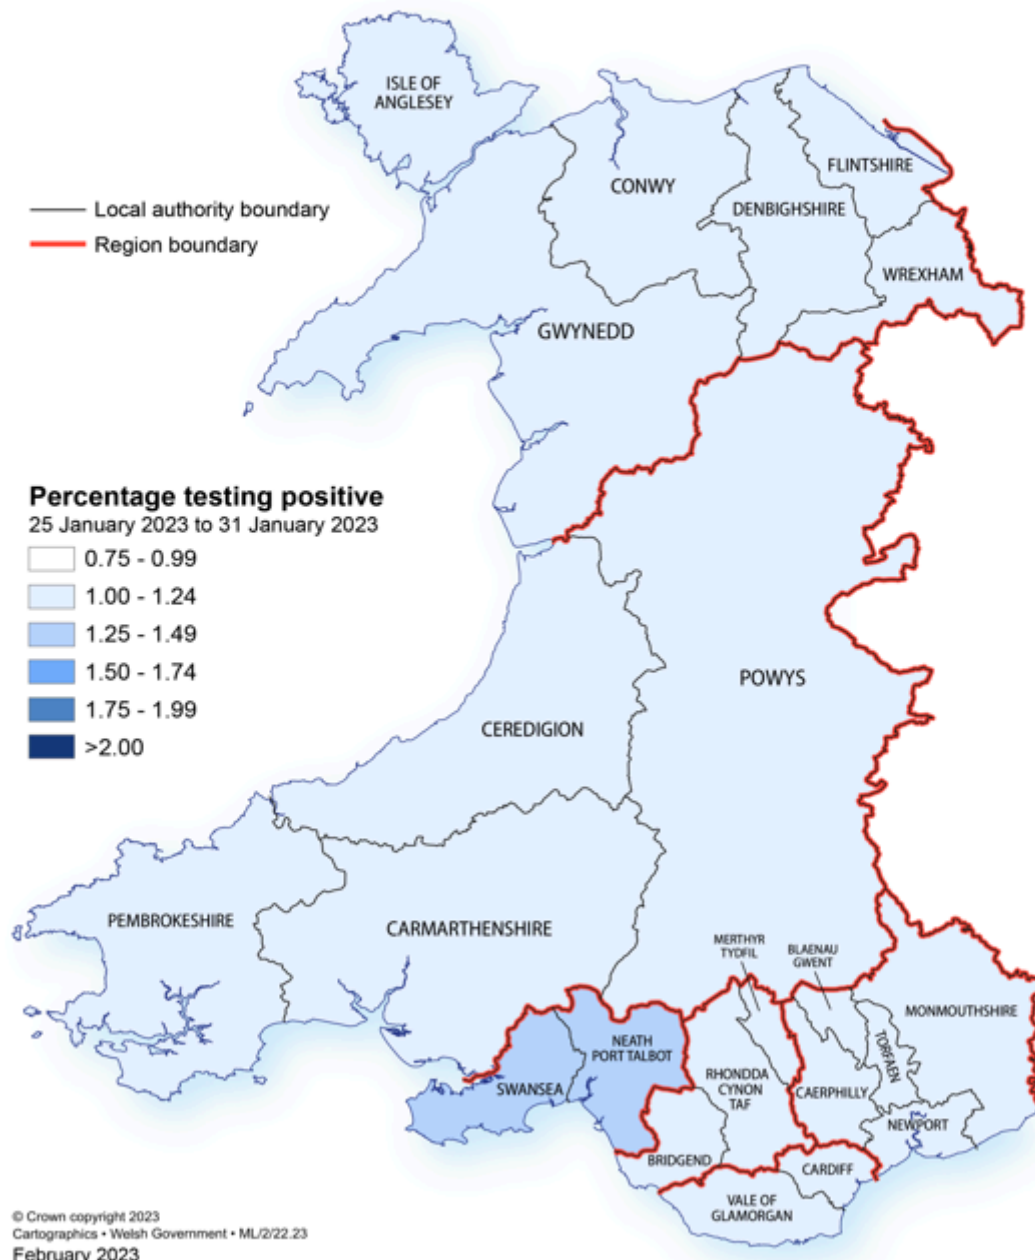 ISLE OF
ANGLESEY
FLINTSHIRE
CONWY
DENBIGHSHIRE
Local authority boundary
Region boundary
WREXHAM
GWYNEDD
Percentage testing positive
25 January 2023 to 31 January 2023
0.75 - 0.99
1.00 - 1.24
1.25 - 1.49
1.50 - 1.74
1.75 - 1.99
>2.00
POWYS
CEREDIGION
PEMBROKESHIRE
CARMARTHENSHIRE
MERTHYR
TYDFIL
BLAENAU
GWENT
MONMOUTHSHIRE
NEATH
PORT TALBOT
TORFAEN
SWANSEA
RHONDDA
CYNON
TAF
CAERPHILLY
NEWPORT
BRIDGEND
CARDIFF
VALE OF
GLAMORGAN
© Crown copyright 2023
Cartographics • Welsh Government • ML/2/22.23
February 2023